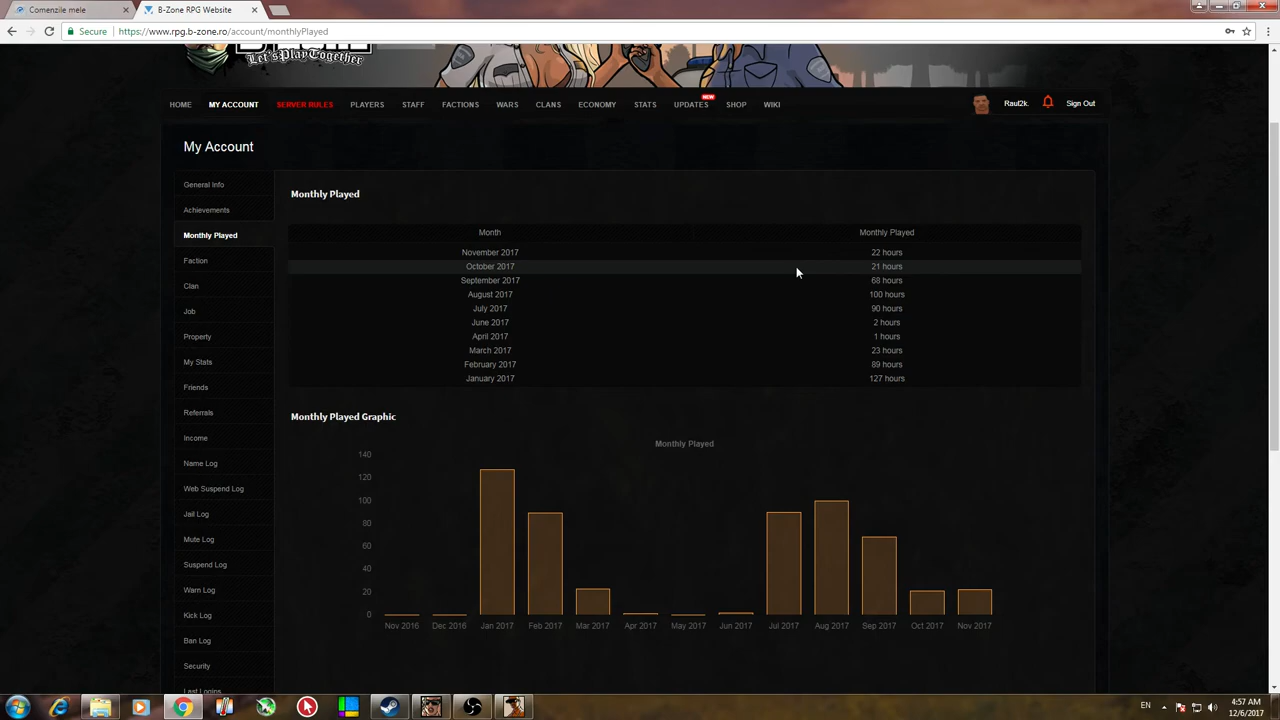 Comenzile mele
B-Zone RPG Website
Secure
https://www.rpg.b-zone.ro/account/monthlyPlayed
Let'sPlayTogether
HOME
MY ACCOUNT
SERVER RULES
PLAYERS
STAFF
FACTIONS
WARS
CLANS
ECONOMY
STATS
UPDATES
NEW
SHOP
WIKI
Raul2k.
Sign Out
My Account
General Info
Achievements
Monthly Played
Faction
Clan
Job
Property
My Stats
Friends
Referrals
Income
Name Log
Web Suspend Log
Jail Log
Mute Log
Suspend Log
Warn Log
Kick Log
Ban Log
Security
Last Logins
Monthly Played
Month Monthly Played
November 2017 22 hours
October 2017 21 hours
September 2017 68 hours
August 2017 100 hours
July 2017 90 hours
June 2017 2 hours
April 2017 1 hours
March 2017 23 hours
February 2017 89 hours
January 2017 127 hours
Monthly Played Graphic
Monthly Played
140
120
100
80
60
40
20
0
Nov 2016 Dec 2016 Jan 2017 Feb 2017 Mar 2017 Apr 2017 May 2017 Jun 2017 Jul 2017 Aug 2017 Sep 2017 Oct 2017 Nov 2017
EN
4:57 AM
12/6/2017